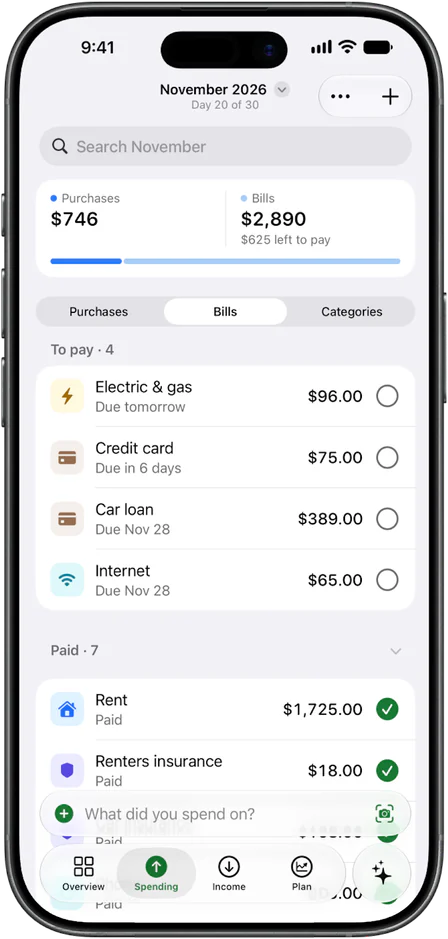 9:41
November 2026
Day 20 of 30
Search November
Purchases
Bills
$746
$2,890
$625 left to pay
Purchases
Bills
Categories
To pay · 4
Electric & gas
$96.00
Due tomorrow
Credit card
$75.00
Due in 6 days
Car loan
$389.00
Due Nov 28
Internet
$65.00
Due Nov 28
Paid · 7
Rent
$1,725.00
Paid
Renters insurance
$18.00
Paid
What did you spend on?
Paid
Overview
Spending
Income
Plan
Paid